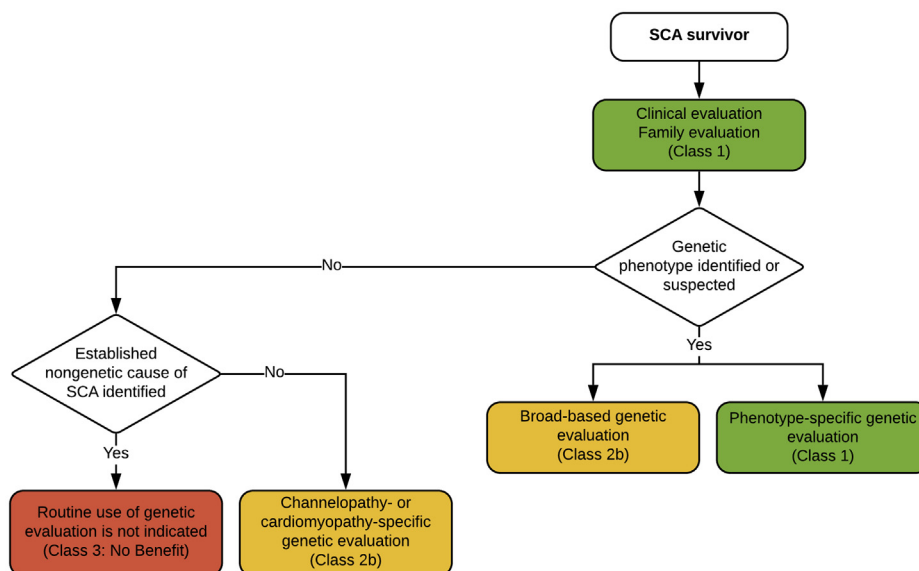 SCA survivor
Clinical evaluation
Family evaluation
(Class 1)
Genetic
phenotype identified or
suspected
No
Yes
Established
nongenetic cause of
SCA identified
No
Yes
Broad-based genetic
evaluation
(Class 2b)
Phenotype-specific genetic
evaluation
(Class 1)
Routine use of genetic
evaluation is not indicated
(Class 3: No Benefit)
Channelopathy- or
cardiomyopathy-specific
genetic evaluation
(Class 2b)